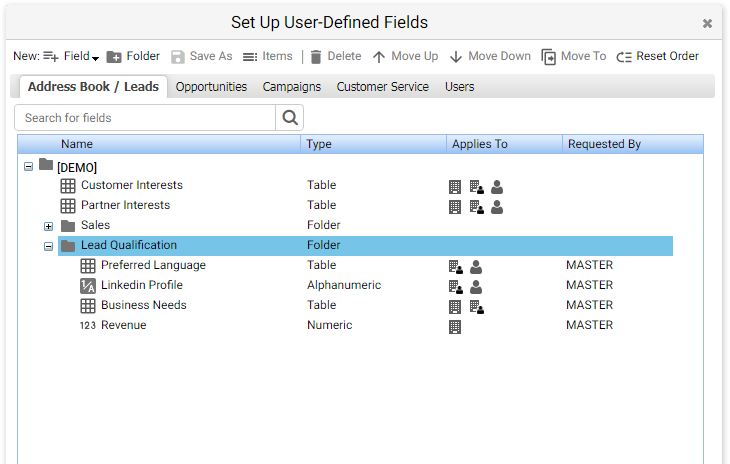 Set Up User-Defined Fields
New: Field Folder Save As Items Delete Move Up Move Down Move To Reset Order
Address Book / Leads Opportunities Campaigns Customer Service Users
Search for fields
Name Type Applies To Requested By
[DEMO]
Customer Interests Table
Partner Interests Table
Sales Folder
Lead Qualification Folder
Preferred Language Table MASTER
Linkedin Profile Alphanumeric MASTER
Business Needs Table MASTER
123 Revenue Numeric MASTER